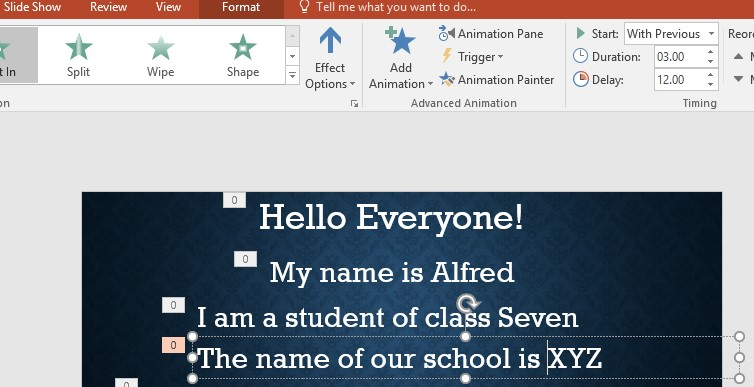 Slide Show Review View Format Tell me what you want to do...
Animation Pane Start: With Previous Reor
Trigger Duration: 03.00
t In Split Wipe Shape Effect Options Add Animation Animation Painter Delay: 12.00
on Advanced Animation Timing
0
Hello Everyone!
0
My name is Alfred
0
I am a student of class Seven
0
The name of our school is XYZ
0